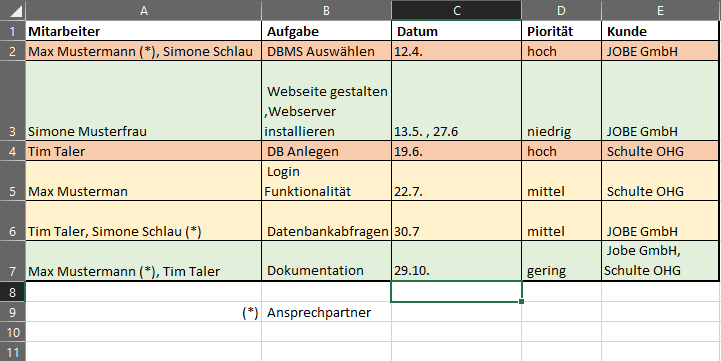 A B C D E
1 Mitarbeiter Aufgabe Datum Piorität Kunde
2 Max Mustermann (*), Simone Schlau DBMS Auswählen 12.4. hoch JOBE GmbH
Webseite gestalten
,Webserver
3 Simone Musterfrau installieren 13.5. , 27.6 niedrig JOBE GmbH
4 Tim Taler DB Anlegen 19.6. hoch Schulte OHG
Login
5 Max Musterman Funktionalität 22.7. mittel Schulte OHG
6 Tim Taler, Simone Schlau (*) Datenbankabfragen 30.7 mittel JOBE GmbH
Jobe GmbH,
7 Max Mustermann (*), Tim Taler Dokumentation 29.10. gering Schulte OHG
8
9 (*) Ansprechpartner
10
11